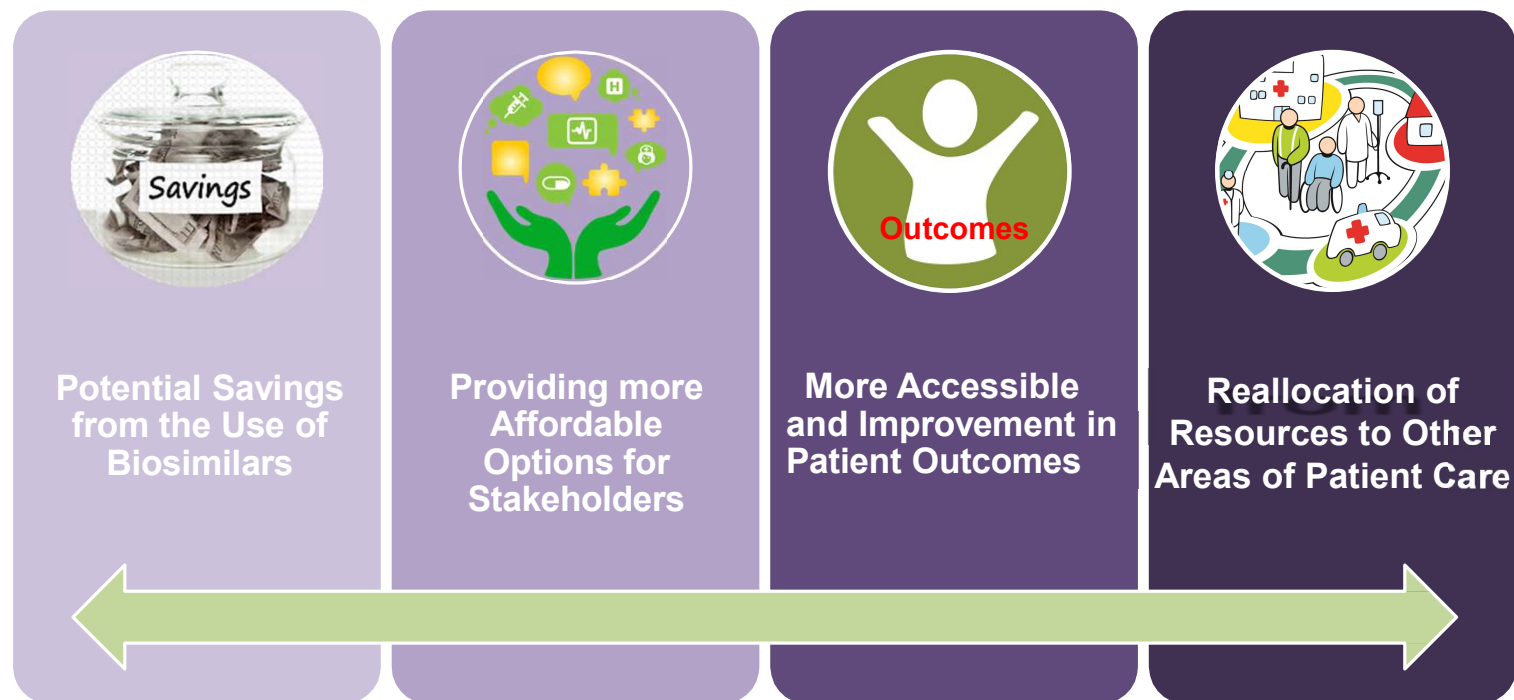 Savings
H
Outcomes
Potential Savings
from the Use of
Biosimilars
Providing more
Affordable
Options for
Stakeholders
More Accessible
and Improvement in
Patient Outcomes
Reallocation of
Resources to Other
Areas of Patient Care